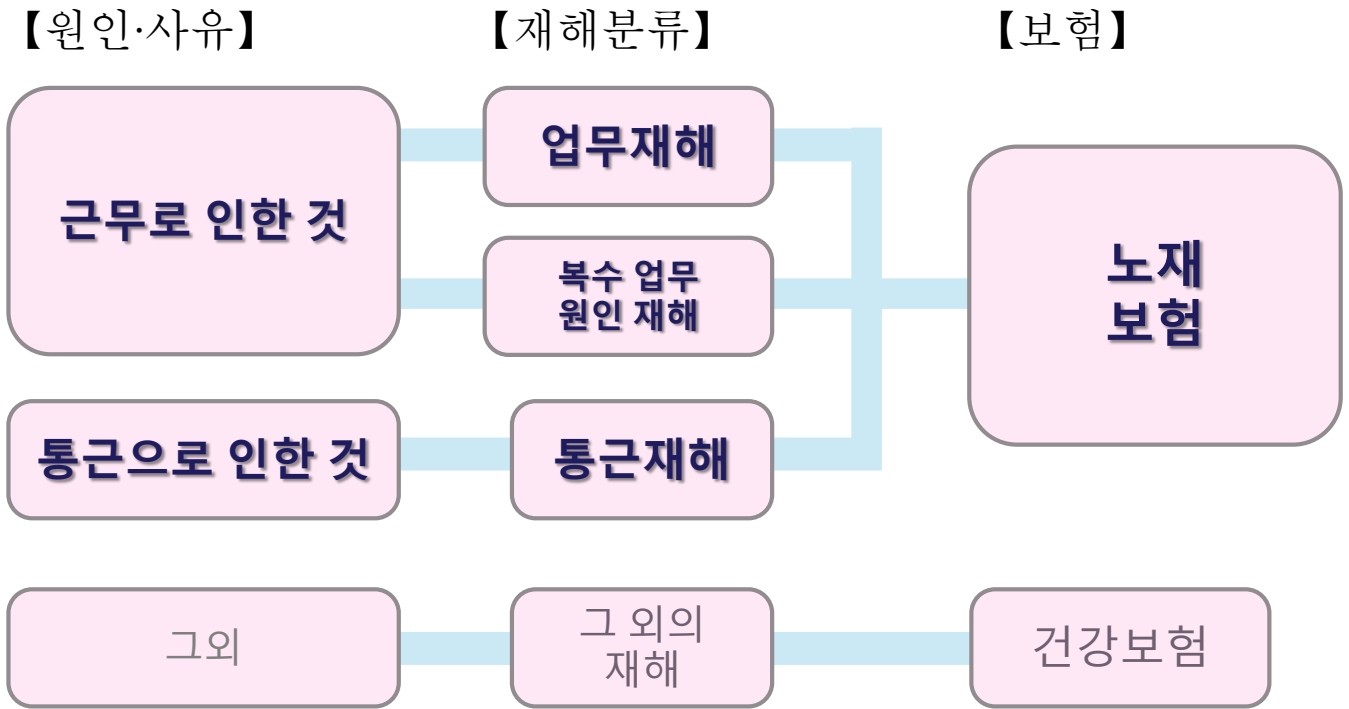 【원인·사유】
【재해분류】
【보험】
근무로 인한 것
업무재해
복수 업무
원인 재해
노재
보험
통근으로 인한 것
통근재해
그외
그 외의
재해
건강보험